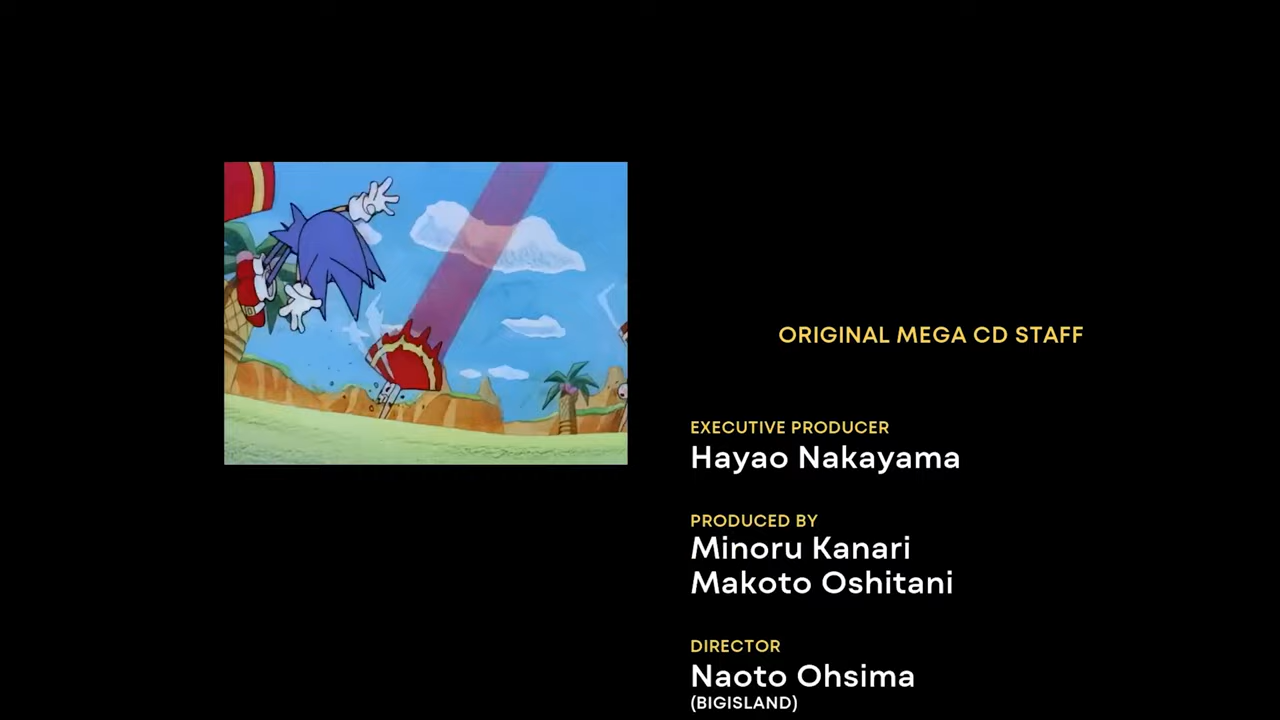 ORIGINAL MEGA CD STAFF
EXECUTIVE PRODUCER
Hayao Nakayama
PRODUCED BY
Minoru Kanari
Makoto Oshitani
DIRECTOR
Naoto Ohsima
(BIGISLAND)